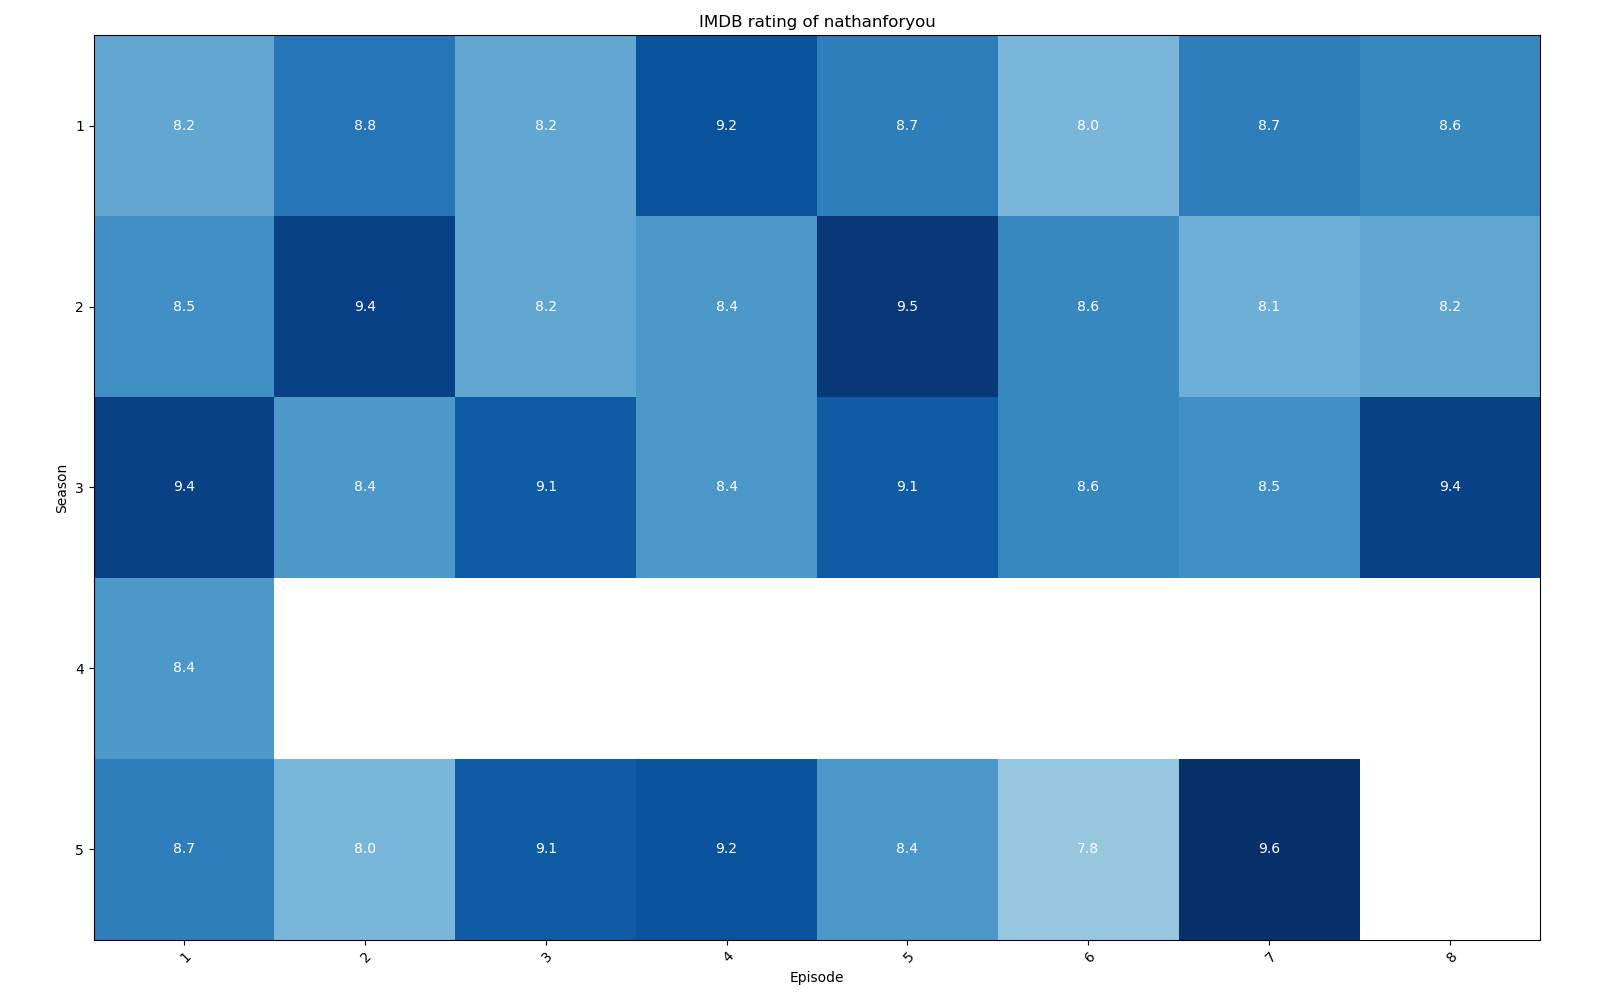 IMDB rating of nathanforyou
1 8.2 8.8 8.2 9.2 8.7 8.0 8.7 8.6
2 8.5 9.4 8.2 8.4 9.5 8.6 8.1 8.2
Season
3 9.4 8.4 9.1 8.4 9.1 8.6 8.5 9.4
4 8.4
5 8.7 8.0 9.1 9.2 8.4 7.8 9.6
1 2 3 4 5 6 7 8
Episode